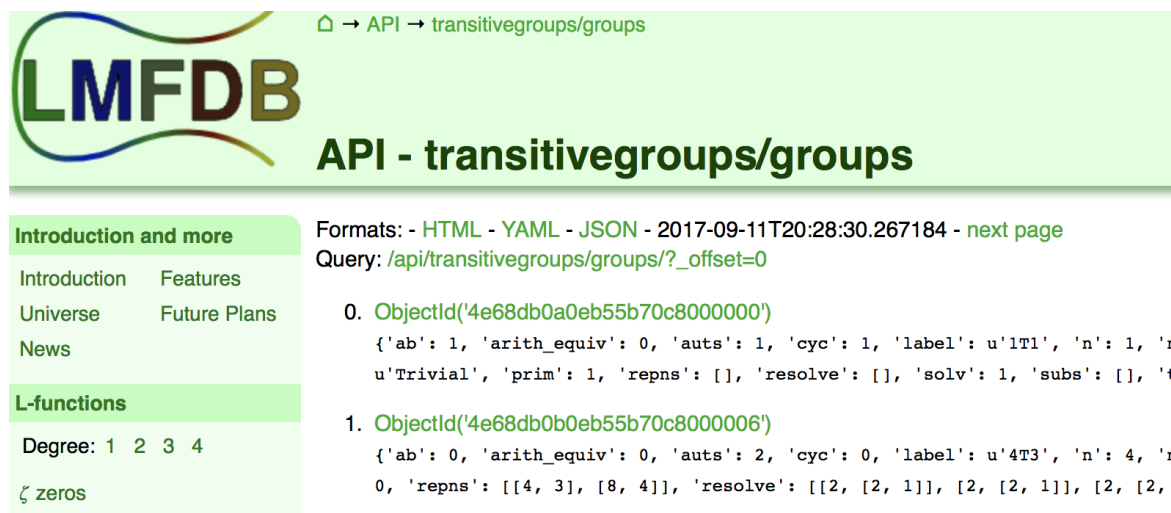 ⌂ → API → transitivegroups/groups
LMFDB
API - transitivegroups/groups
Introduction and more
Introduction Features
Universe Future Plans
News
L-functions
Degree: 1 2 3 4
ζ zeros
Formats: - HTML - YAML - JSON - 2017-09-11T20:28:30.267184 - next page
Query: /api/transitivegroups/groups/?_offset=0
0. ObjectId('4e68db0a0eb55b70c8000000')
{'ab': 1, 'arith_equiv': 0, 'auts': 1, 'cyc': 1, 'label': u'1T1', 'n': 1, '
u'Trivial', 'prim': 1, 'repns': [], 'resolve': [], 'solv': 1, 'subs': [], '
1. ObjectId('4e68db0b0eb55b70c8000006')
{'ab': 0, 'arith_equiv': 0, 'auts': 2, 'cyc': 0, 'label': u'4T3', 'n': 4, '
0, 'repns': [[4, 3], [8, 4]], 'resolve': [[2, [2, 1]], [2, [2, 1]], [2, [2,